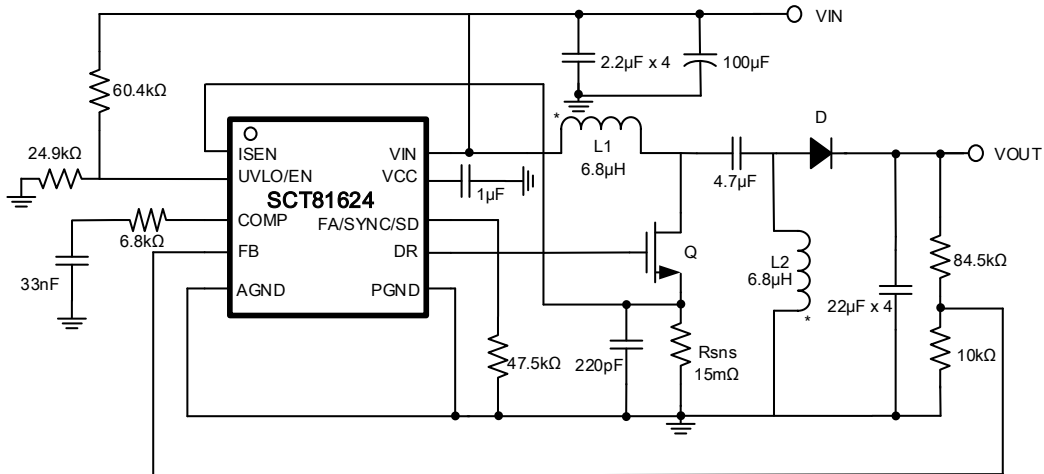 VIN
2.2µF x 4
100µF
60.4kΩ
*
L1
6.8µH
D
VOUT
4.7µF
24.9kΩ
ISEN
VIN
UVLO/EN
VCC
1µF
SCT81624
COMP
FA/SYNC/SD
6.8kΩ
FB
DR
Q
L2
6.8µH
*
84.5kΩ
33nF
AGND
PGND
22µF x 4
47.5kΩ
220pF
Rsns
15mΩ
10kΩ